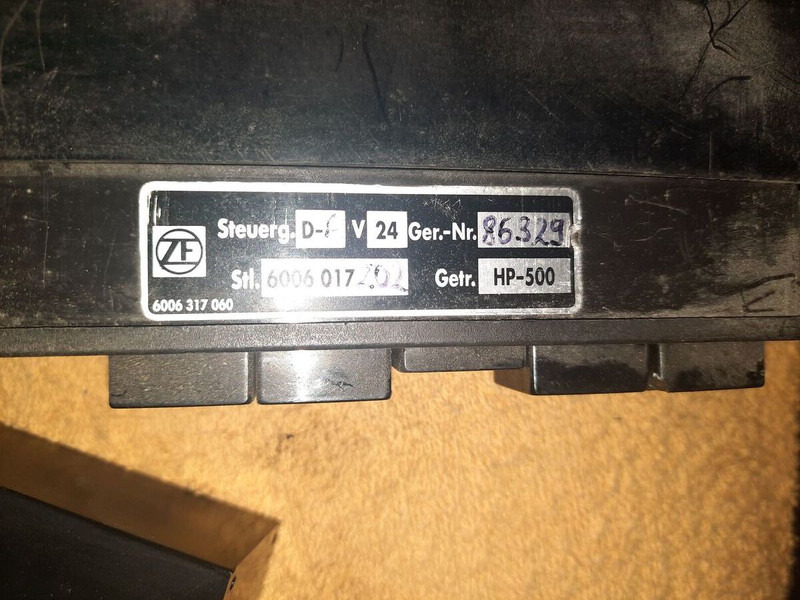 Steuerg. D- V 24 Ger.-Nr. 86329
ZF
Stl. 6006 017 202 Getr. HP-500
6006 317 060